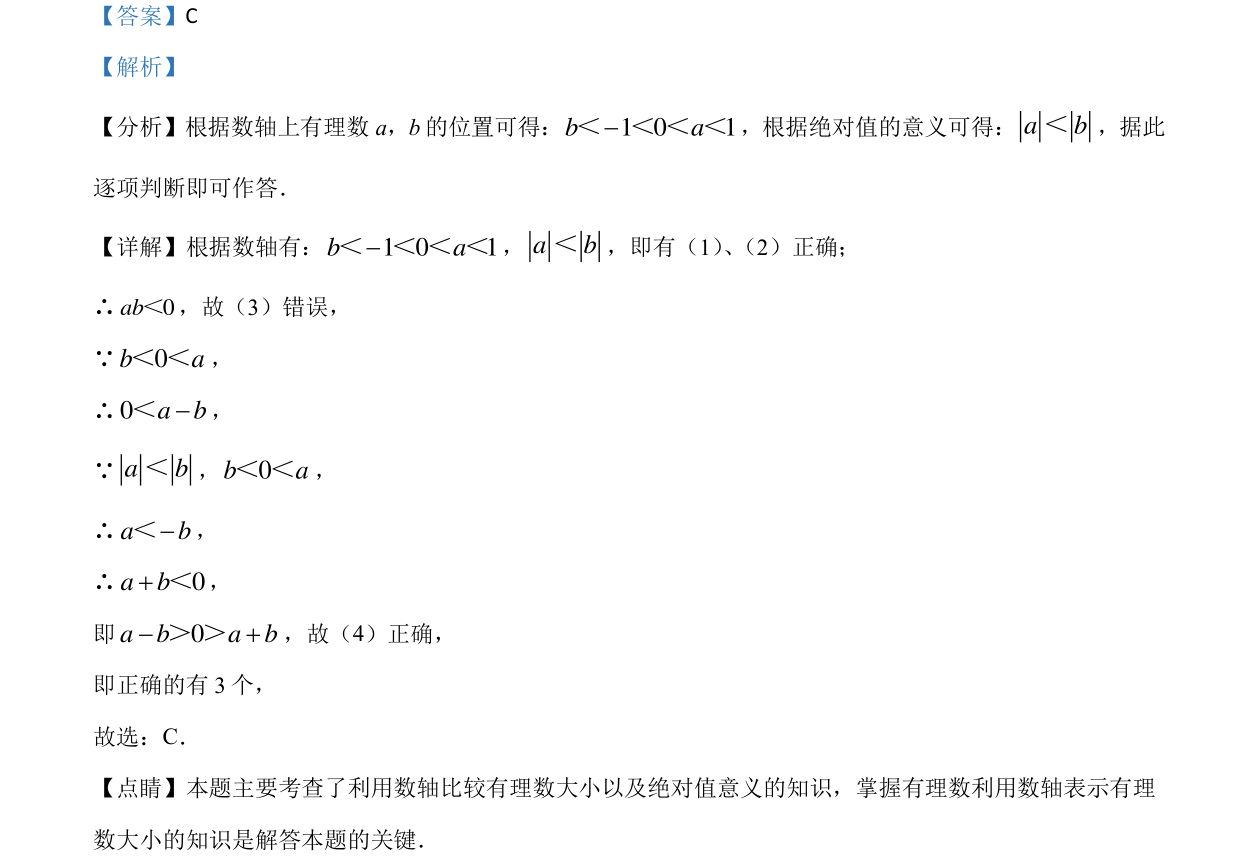 【答案】C
【解析】
【分析】根据数轴上有理数 a，b 的位置可得：b＜−1＜0＜a＜1，根据绝对值的意义可得：|a|＜|b|，据此
逐项判断即可作答．
【详解】根据数轴有：b＜−1＜0＜a＜1，|a|＜|b|，即有（1）、（2）正确；
∴ab＜0，故（3）错误，
∵b＜0＜a，
∴0＜a−b，
∵|a|＜|b|，b＜0＜a，
∴a＜−b，
∴a+b＜0，
即a−b＞0＞a+b，故（4）正确，
即正确的有 3 个，
故选：C．
【点睛】本题主要考查了利用数轴比较有理数大小以及绝对值意义的知识，掌握有理数利用数轴表示有理
数大小的知识是解答本题的关键．